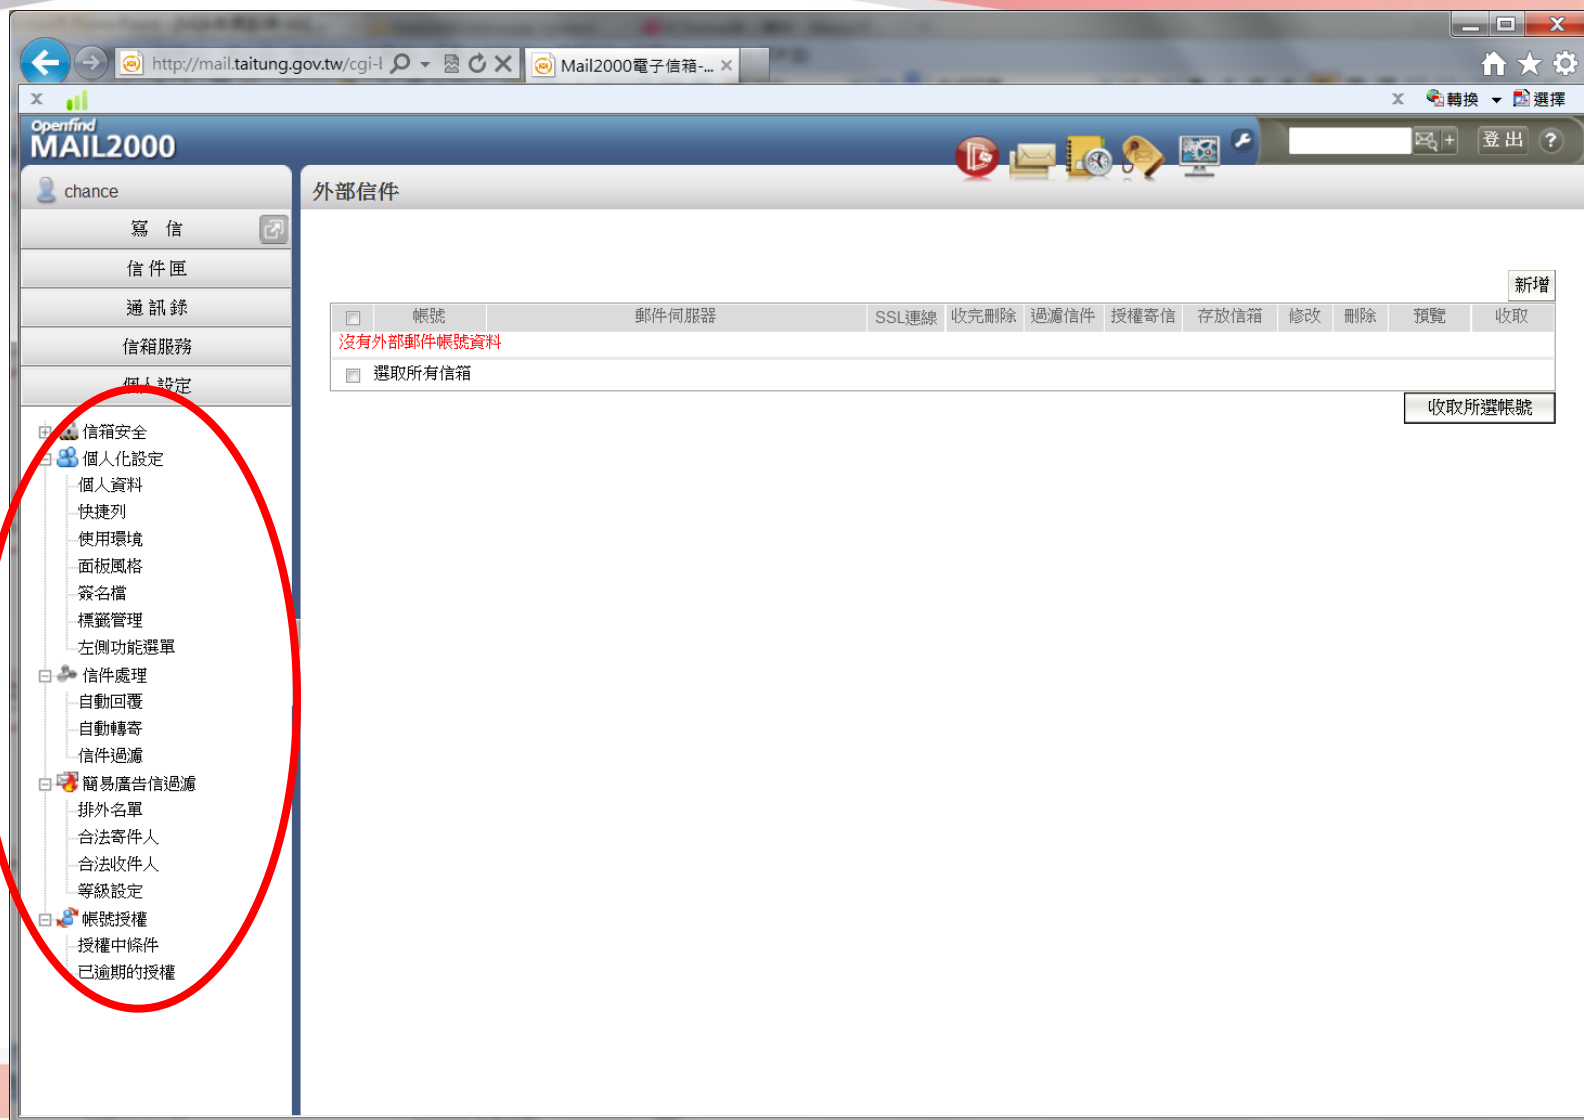 http://mail.taitung.gov.tw/cgi-l
Mail2000電子信箱-...
轉換 選擇
Openfind
MAIL2000
登出 ?
chance
外部信件
寫 信
信件匣
通訊錄
信箱服務
個人設定
新增
帳號 郵件伺服器 SSL連線 收完刪除 過濾信件 授權寄信 存放信箱 修改 刪除 預覽 收取
沒有外部郵件帳號資料
選取所有信箱
收取所選帳號
信箱安全
個人化設定
個人資料
快捷列
使用環境
面板風格
簽名檔
標籤管理
左側功能選單
信件處理
自動回覆
自動轉寄
信件過濾
簡易廣告信過濾
排外名單
合法寄件人
合法收件人
等級設定
帳號授權
授權中條件
已逾期的授權